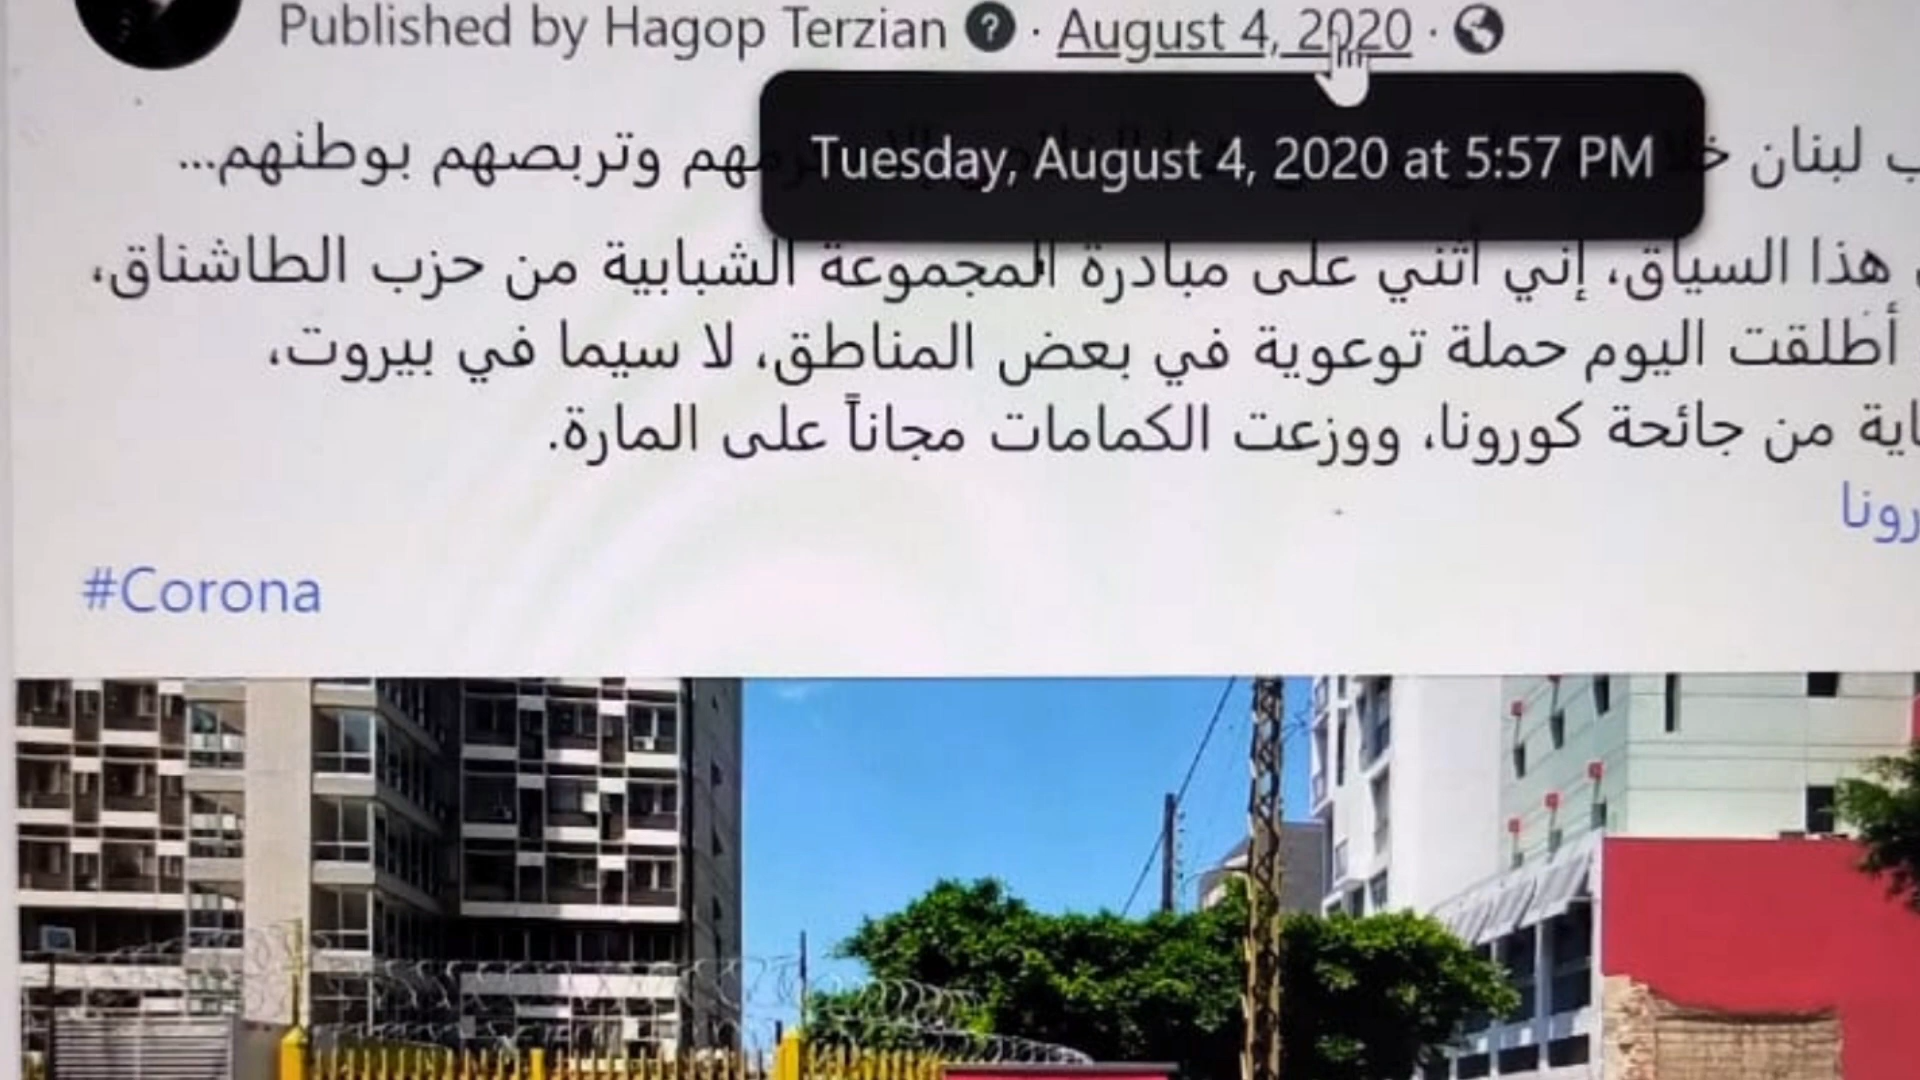 Published by Hagop Terzian ? · August 4, 2020 ·
Tuesday, August 4, 2020 at 5:57 PM
لبنان وتربصهم بوطنهم...
هذا السياق، إني أثني على مبادرة المجموعة الشبابية من حزب الطاشناق،
أطلقت اليوم حملة توعوية في بعض المناطق، لا سيما في بيروت،
من جائحة كورونا، ووزعت الكمامات مجاناً على المارة.
#Corona